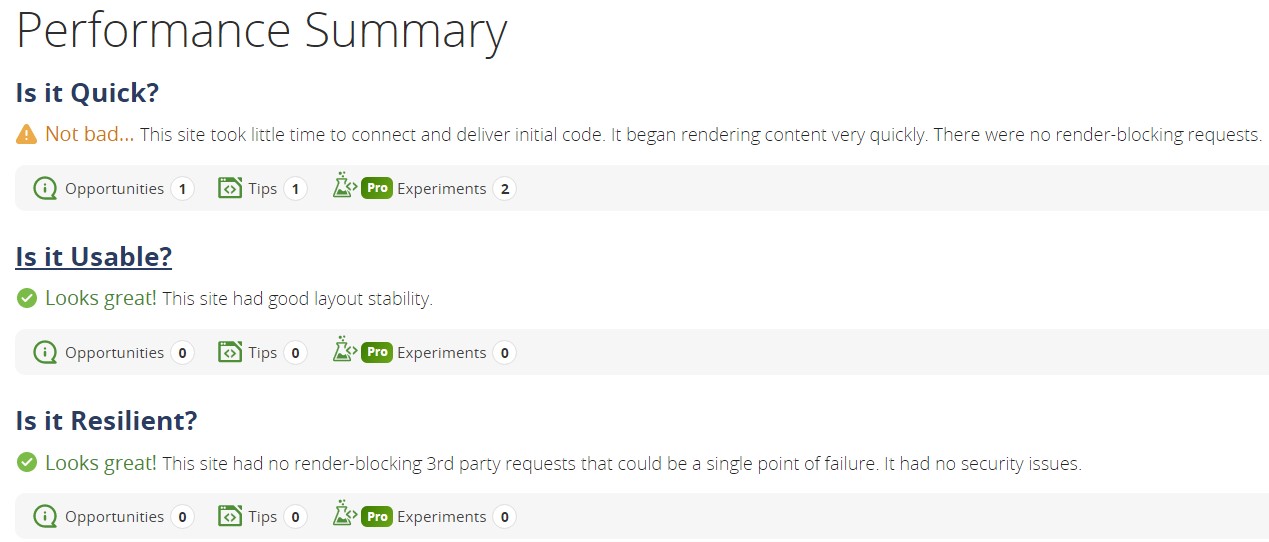 Performance Summary
Is it Quick?
Not bad... This site took little time to connect and deliver initial code. It began rendering content very quickly. There were no render-blocking requests.
Opportunities 1 Tips 1 Pro Experiments 2
Is it Usable?
Looks great! This site had good layout stability.
Opportunities 0 Tips 0 Pro Experiments 0
Is it Resilient?
Looks great! This site had no render-blocking 3rd party requests that could be a single point of failure. It had no security issues.
Opportunities 0 Tips 0 Pro Experiments 0